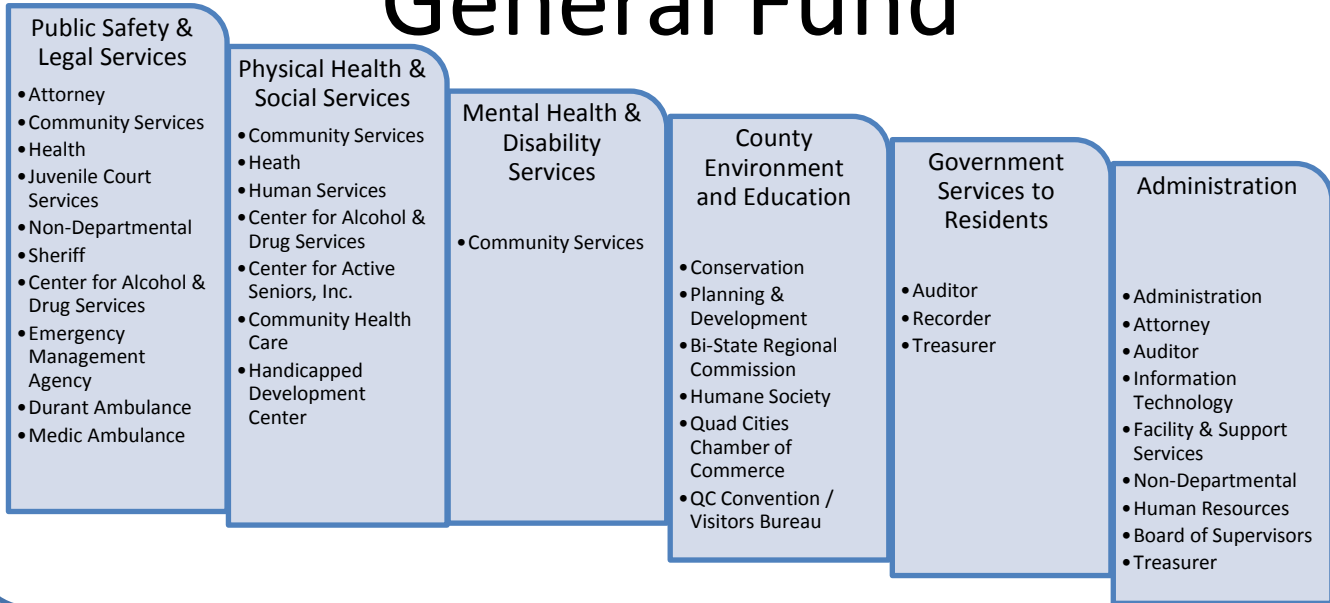 General Fund
Public Safety &
Legal Services
•Attorney
•Community Services
•Health
•Juvenile Court
Services
•Non-Departmental
•Sheriff
•Center for Alcohol &
Drug Services
•Emergency
Management
Agency
•Durant Ambulance
•Medic Ambulance
Physical Health &
Social Services
•Community Services
•Heath
•Human Services
•Center for Alcohol &
Drug Services
•Center for Active
Seniors, Inc.
•Community Health
Care
•Handicapped
Development
Center
Mental Health &
Disability
Services
•Community Services
County
Environment
and Education
•Conservation
•Planning &
Development
•Bi-State Regional
Commission
•Humane Society
•Quad Cities
Chamber of
Commerce
•QC Convention /
Visitors Bureau
Government
Services to
Residents
•Auditor
•Recorder
•Treasurer
Administration
•Administration
•Attorney
•Auditor
•Information
Technology
•Facility & Support
Services
•Non-Departmental
•Human Resources
•Board of Supervisors
•Treasurer